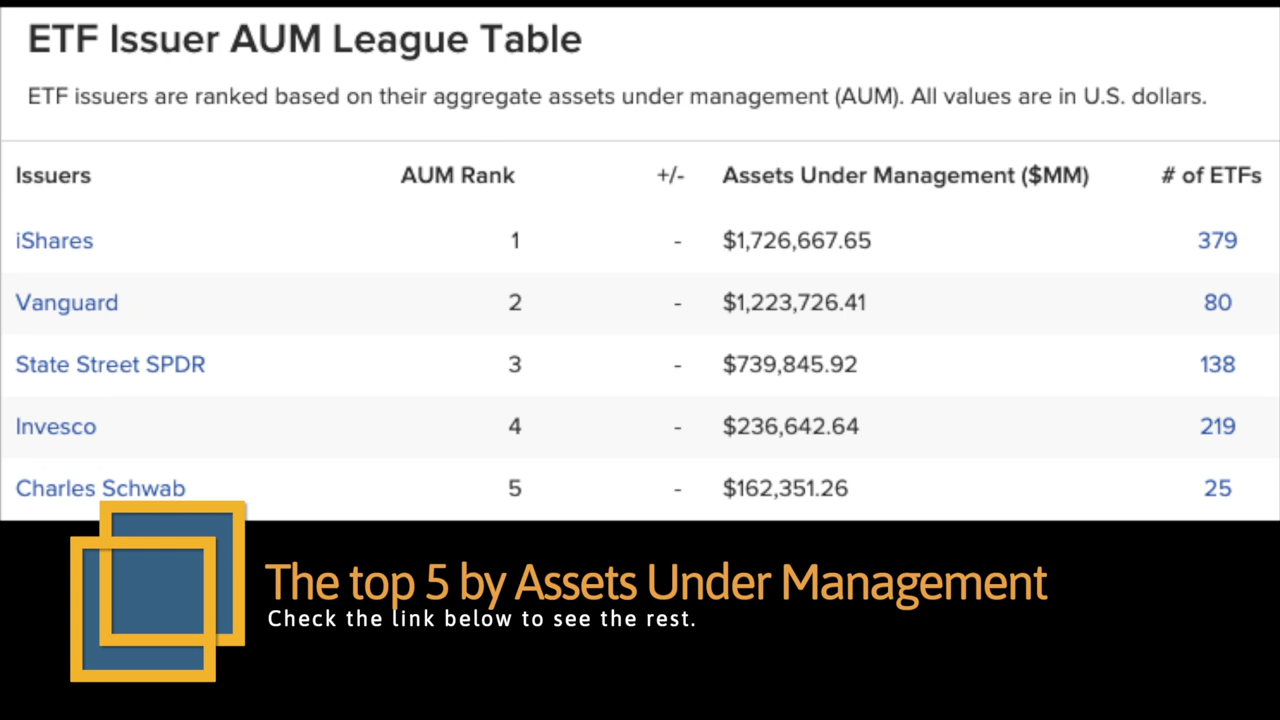 ETF Issuer AUM League Table
ETF issuers are ranked based on their aggregate assets under management (AUM). All values are in U.S. dollars.
Issuers AUM Rank +/- Assets Under Management ($MM) # of ETFs
iShares 1 - $1,726,667.65 379
Vanguard 2 - $1,223,726.41 80
State Street SPDR 3 - $739,845.92 138
Invesco 4 - $236,642.64 219
Charles Schwab 5 - $162,351.26 25
The top 5 by Assets Under Management
Check the link below to see the rest.